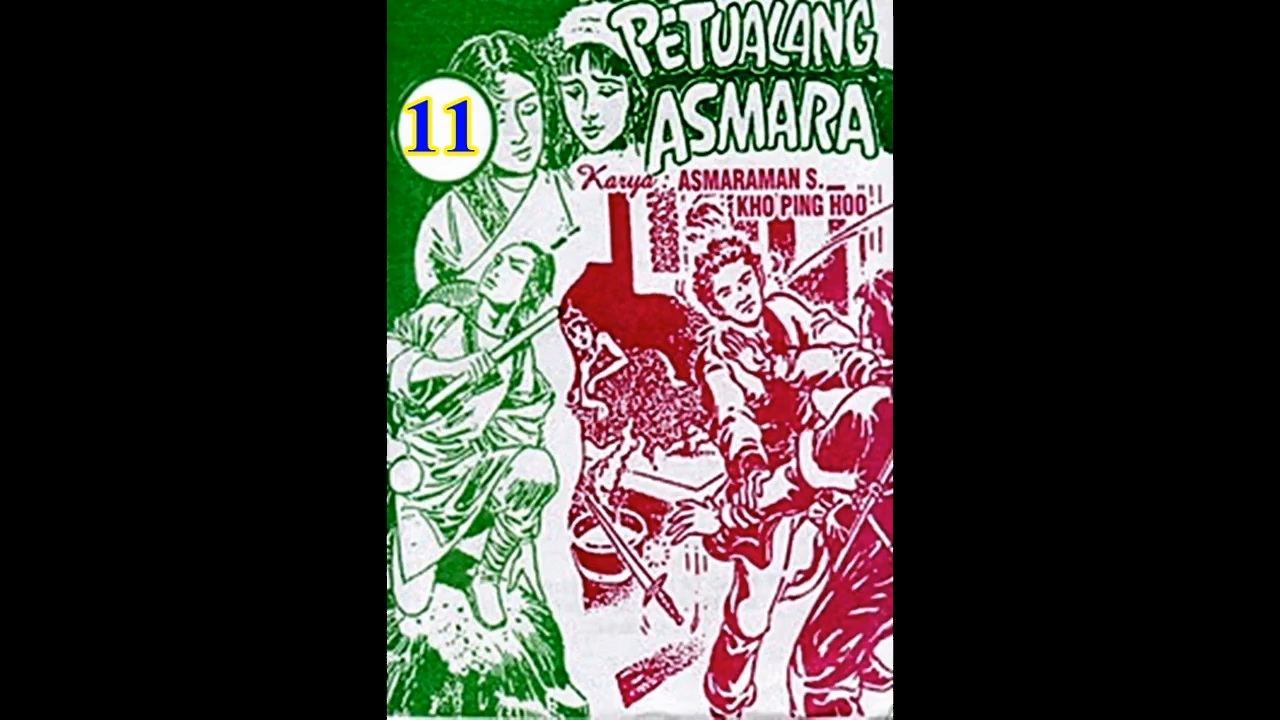 PETUALANG
ASMARA
11
Karya : ASMARAMAN S.
KHO PING HOO